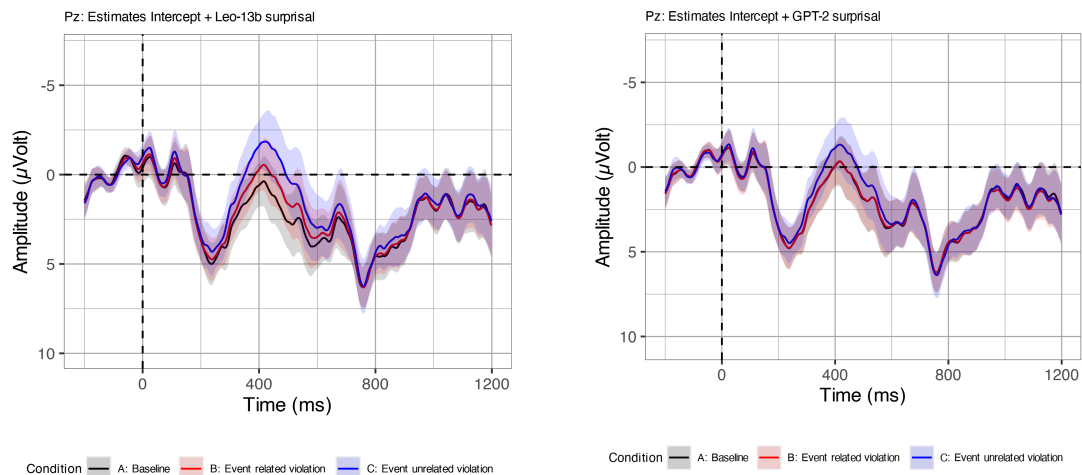 Pz: Estimates Intercept + Leo-13b surprisal
-5
0
5
10
Amplitude (μVolt)
0
400
800
1200
Time (ms)
Condition
A: Baseline
B: Event related violation
C: Event unrelated violation
Pz: Estimates Intercept + GPT-2 surprisal
-5
0
5
10
Amplitude (μVolt)
0
400
800
1200
Time (ms)
Condition
A: Baseline
B: Event related violation
C: Event unrelated violation